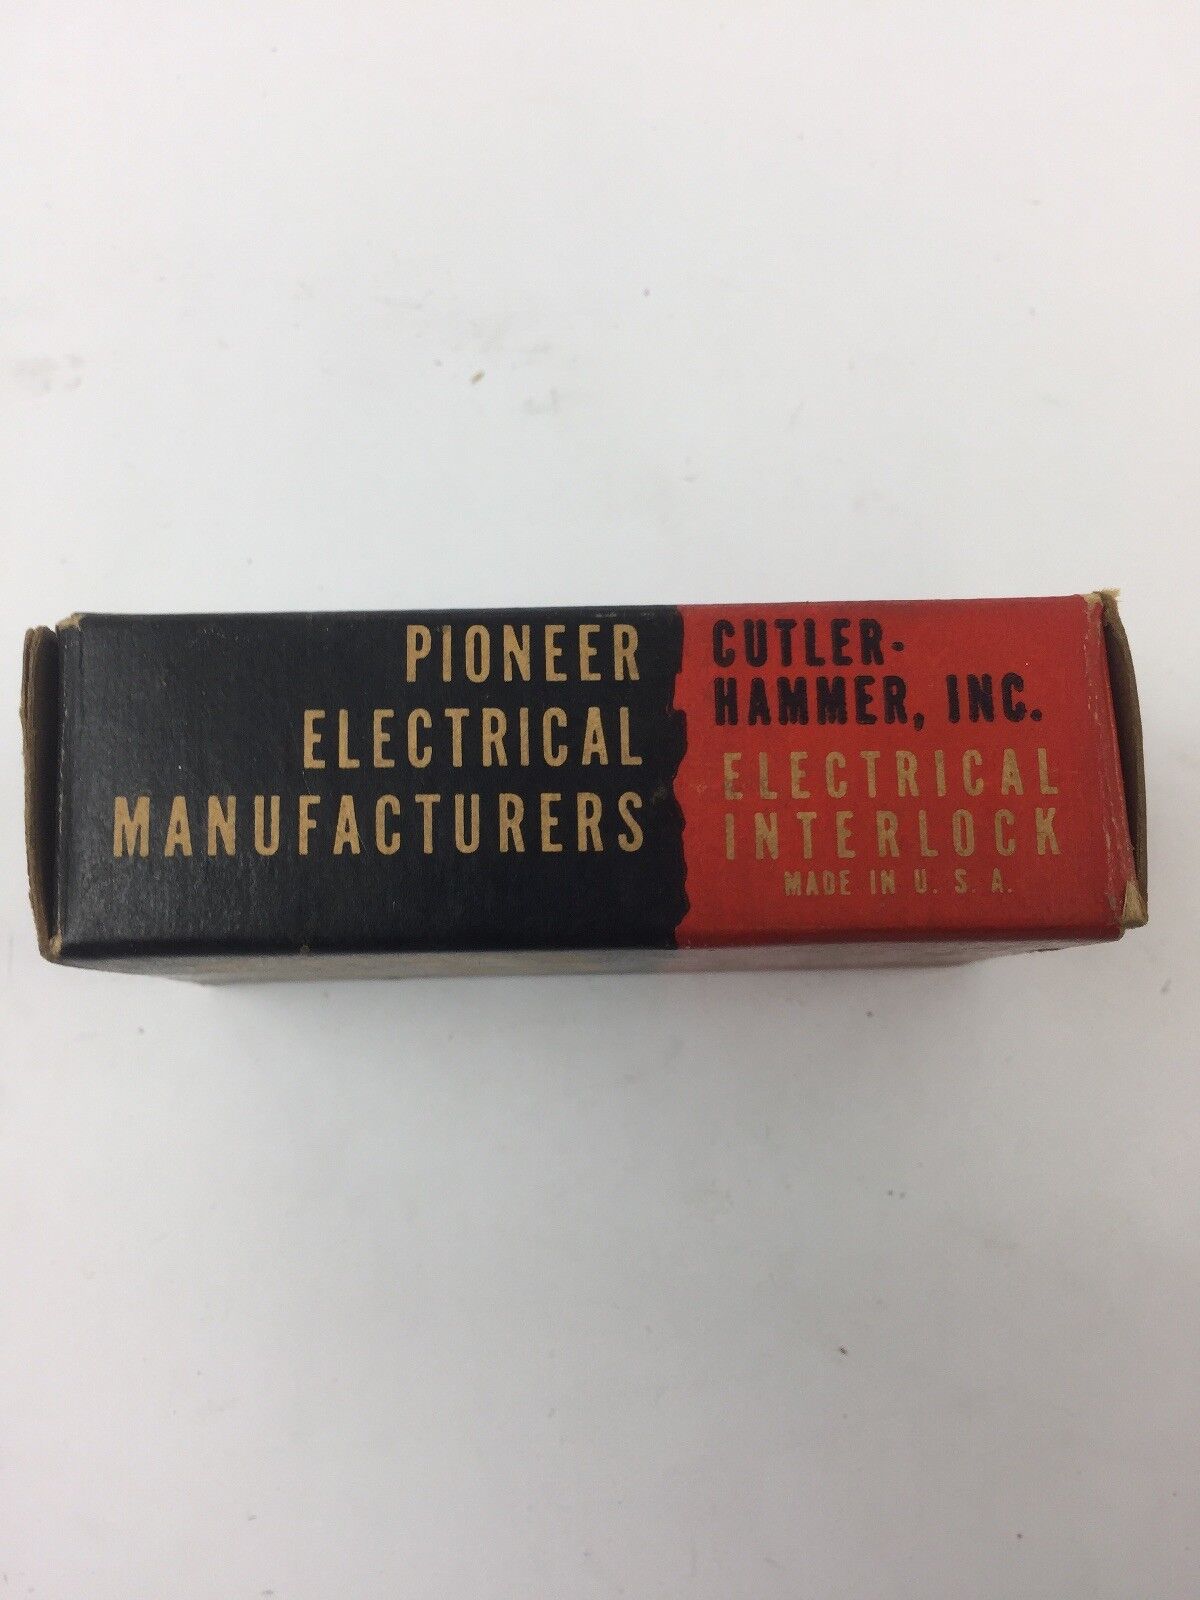 PIONEER
ELECTRICAL
MANUFACTURERS
CUTLER-
HAMMER, INC.
ELECTRICAL
INTERLOCK
MADE IN U. S. A.